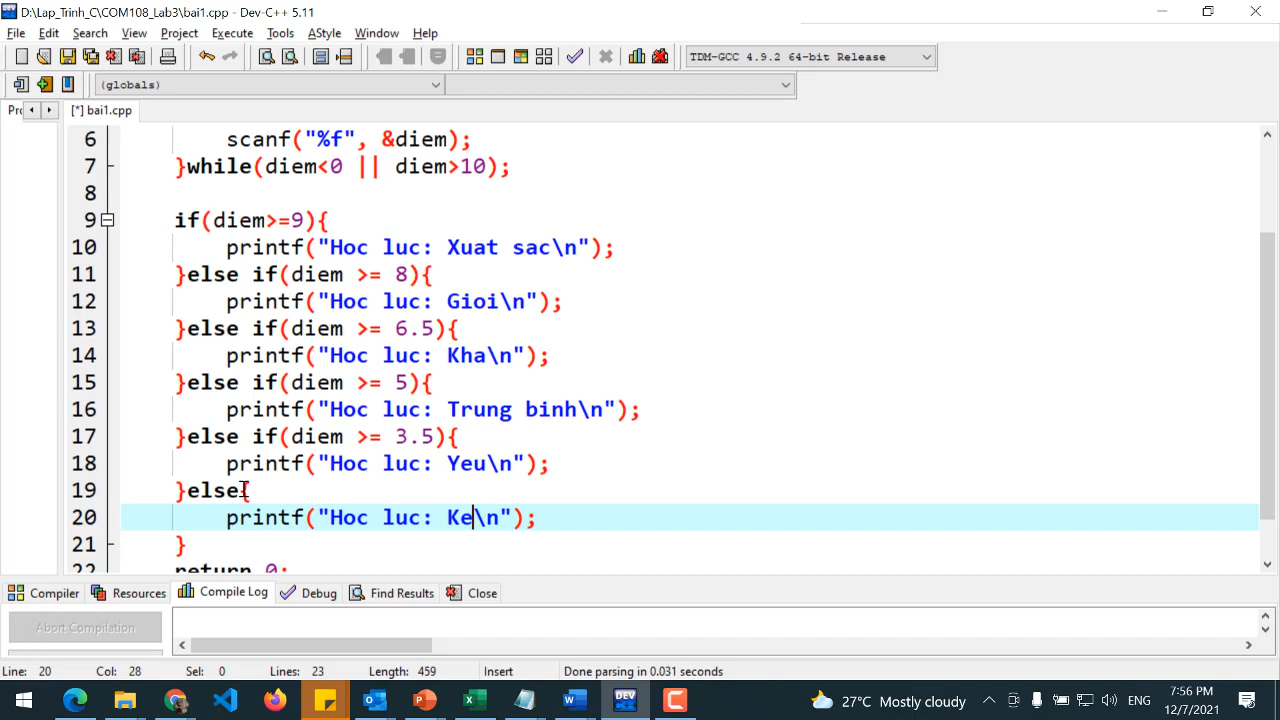 D:\Lap_Trinh_C\COM108_Lab3\bai1.cpp - Dev-C++ 5.11
File Edit Search View Project Execute Tools AStyle Window Help
TDM-GCC 4.9.2 64-bit Release
(globals)
Pro [*] bai1.cpp
6 scanf("%f", &diem);
7 }while(diem<0 || diem>10);
8
9 if(diem>=9){
10 printf("Hoc luc: Xuat sac\n");
11 }else if(diem >= 8){
12 printf("Hoc luc: Gioi\n");
13 }else if(diem >= 6.5){
14 printf("Hoc luc: Kha\n");
15 }else if(diem >= 5){
16 printf("Hoc luc: Trung binh\n");
17 }else if(diem >= 3.5){
18 printf("Hoc luc: Yeu\n");
19 }else{
20 printf("Hoc luc: Ke\n");
21 }
22 return 0;
Compiler Resources Compile Log Debug Find Results Close
Abort Compilation
Line: 20 Col: 28 Sel: 0 Lines: 23 Length: 459 Insert Done parsing in 0.031 seconds
27°C Mostly cloudy ENG 7:56 PM
12/7/2021